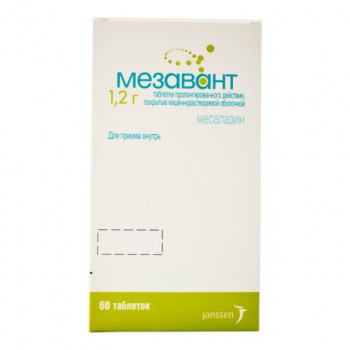 мезавант
1,2 г
таблетки пролонгированного действия,
покрытые кишечнорастворимой оболочкой
месалазин
Для приема внутрь
60 таблеток
janssen